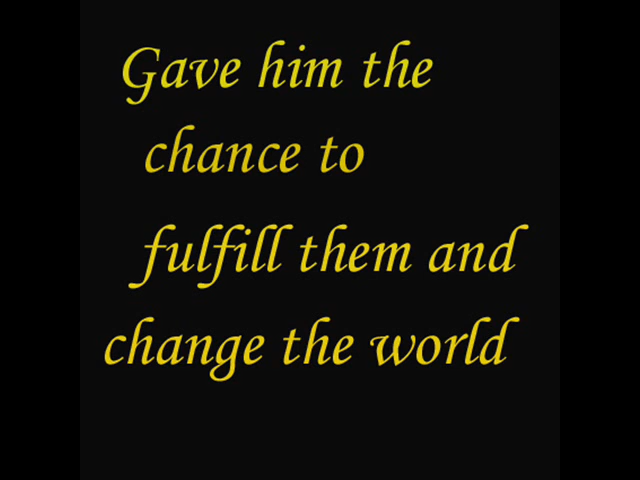 Gave him the
chance to
fulfill them and
change the world